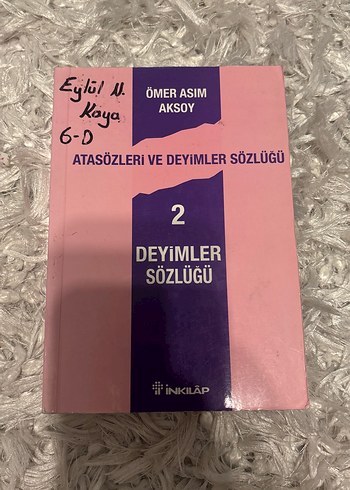 Eylül N.
Kaya
6-D
ÖMER ASIM
AKSOY
ATASÖZLERİ VE DEYİMLER SÖZLÜĞÜ
2
DEYİMLER
SÖZLÜĞÜ
İNKILÂP